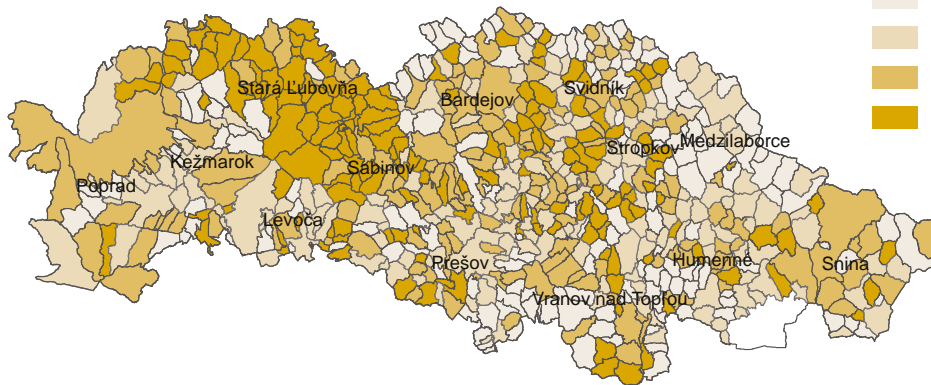 Stará Ľubovňa
Bardejov
Svidník
Medzilaborce
Stropkov
Kežmarok
Sabinov
Poprad
Levoča
Prešov
Humenné
Snina
Vranov nad Topľou